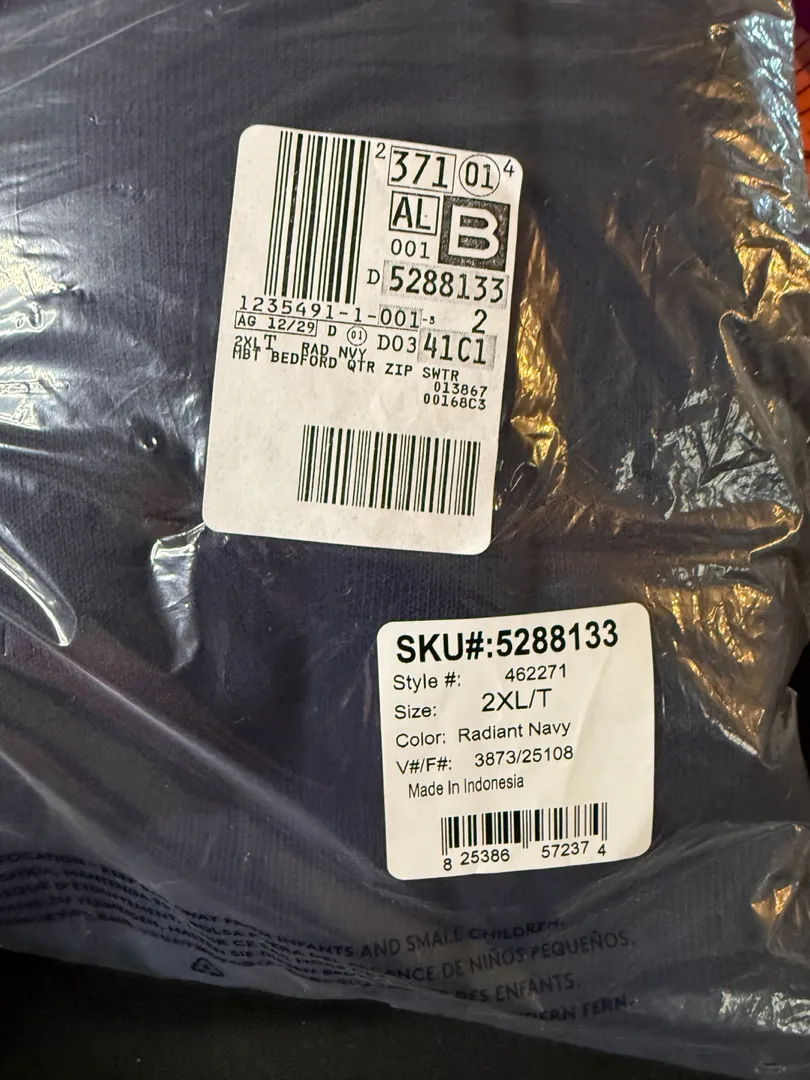 2 371 01 4
AL B
001
D 5288133
1235491-1-001-5 2
AG 12/29 D 01 D03 41C1
2XLT RAD NVY
MBT BEDFORD QTR ZIP SWTR
013867
00168C3
SKU#:5288133
Style #: 462271
Size: 2XL/T
Color: Radiant Navy
V#/F#: 3873/25108
Made In Indonesia
8 25386 57237 4
INFANTS AND SMALL CHILDREN.
DE NIÑOS PEQUEÑOS.
DES ENFANTS.
FERN.